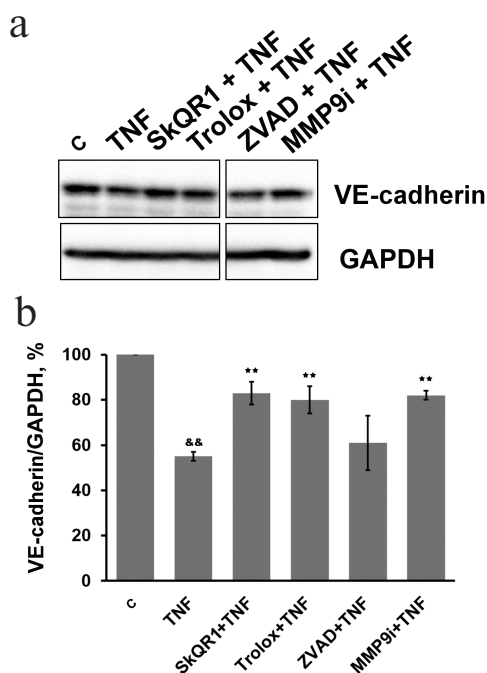 a
C
TNF
SkQR1 + TNF
Trolox + TNF
ZVAD + TNF
MMP9i + TNF
VE-cadherin
GAPDH
b
VE-cadherin/GAPDH, %
100
80
60
40
20
0
&&
**
**
**
C
TNF
SkQR1+TNF
Trolox+TNF
ZVAD+TNF
MMP9i+TNF